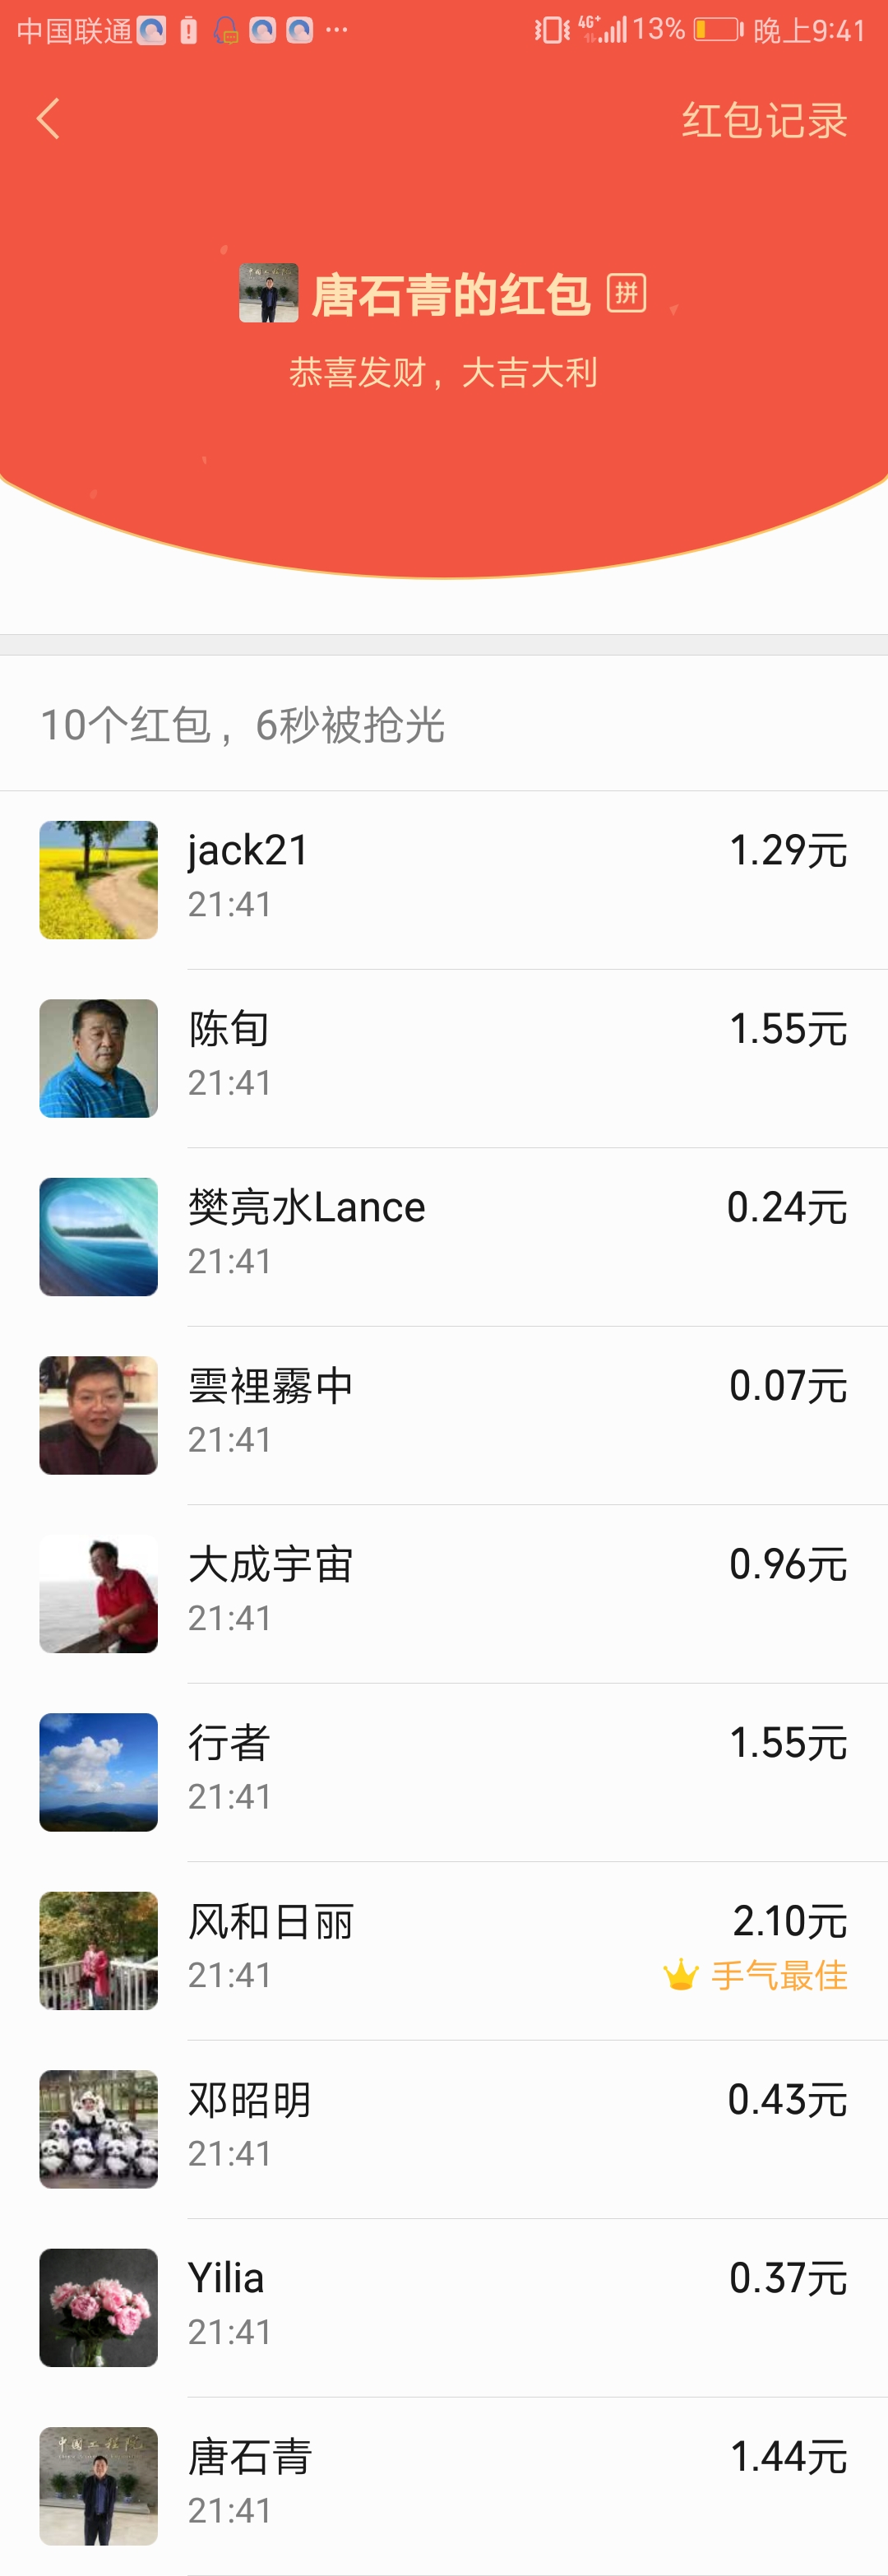 中国联通 4G+ 13% 晚上9:41
红包记录
唐石青的红包 拼
恭喜发财，大吉大利
10个红包，6秒被抢光
jack21 1.29元
21:41
陈旬 1.55元
21:41
樊亮水Lance 0.24元
21:41
雲裡霧中 0.07元
21:41
大成宇宙 0.96元
21:41
行者 1.55元
21:41
风和日丽 2.10元
21:41 手气最佳
邓昭明 0.43元
21:41
Yilia 0.37元
21:41
中国工程院
唐石青 1.44元
21:41